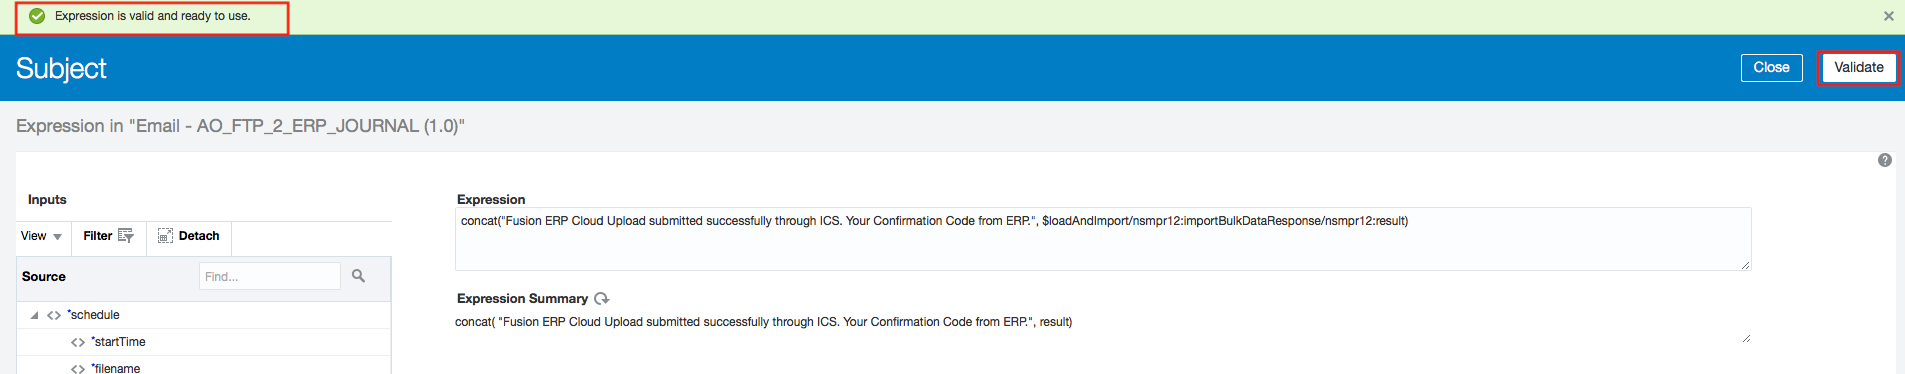 Expression is valid and ready to use.
Subject
Close
Validate
Expression in "Email - AO_FTP_2_ERP_JOURNAL (1.0)"
Inputs
View
Filter
Detach
Source
Find...
*schedule
*startTime
*filename
Expression
concat("Fusion ERP Cloud Upload submitted successfully through ICS. Your Confirmation Code from ERP.", $loadAndImport/nsmpr12:importBulkDataResponse/nsmpr12:result)
Expression Summary
concat( "Fusion ERP Cloud Upload submitted successfully through ICS. Your Confirmation Code from ERP.", result)